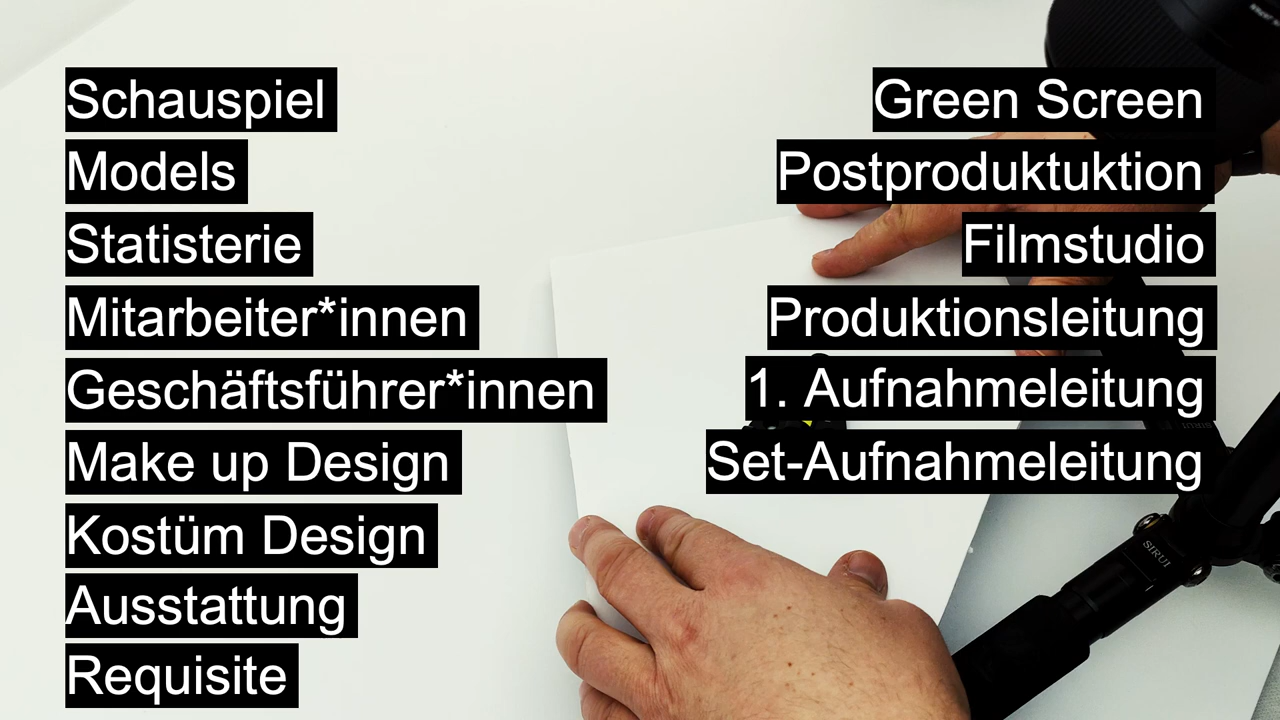 Schauspiel
Models
Statisterie
Mitarbeiter*innen
Geschäftsführer*innen
Make up Design
Kostüm Design
Ausstattung
Requisite
Green Screen
Postproduktuktion
Filmstudio
Produktionsleitung
1. Aufnahmeleitung
Set-Aufnahmeleitung
SIRUI